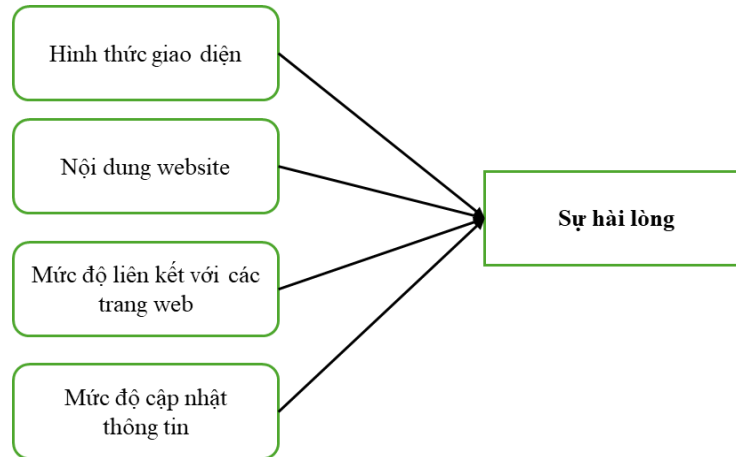 Hình thức giao diện
Nội dung website
Sự hài lòng
Mức độ liên kết với các
trang web
Mức độ cập nhật
thông tin